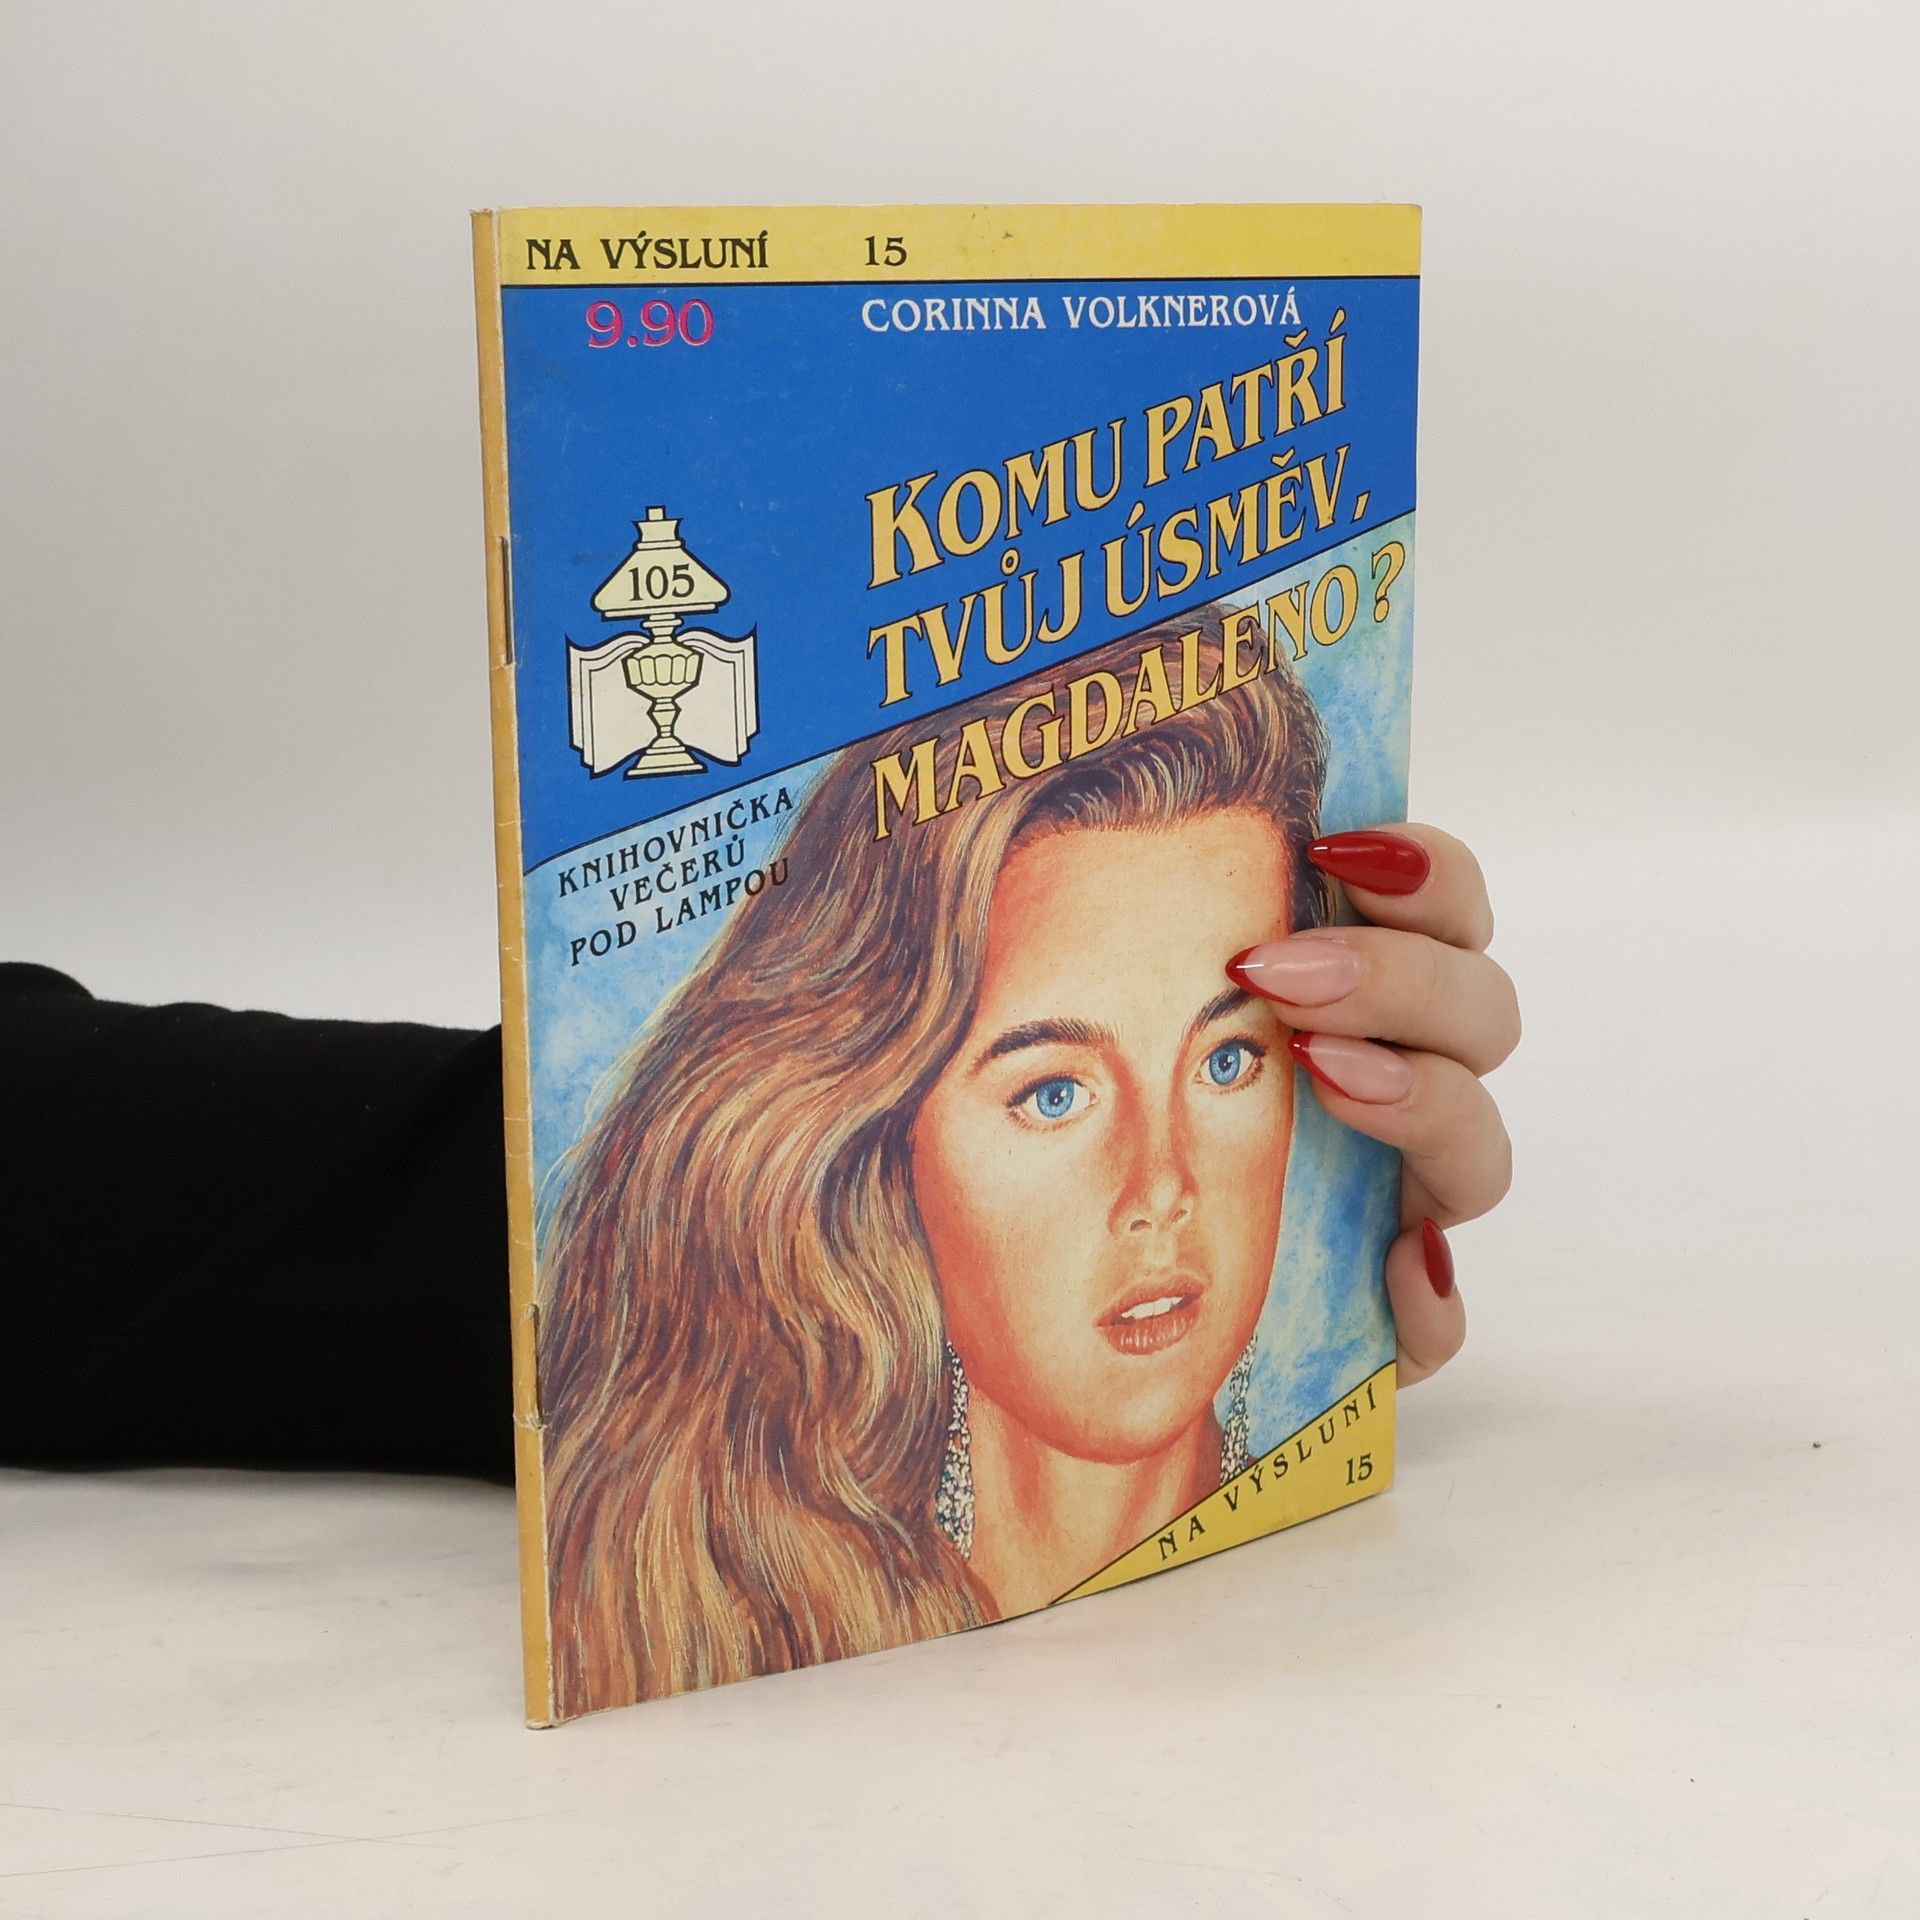 NA VÝSLUNÍ 15
9.90
CORINNA VOLKNEROVÁ
KOMU PATŘÍ
TVŮJ ÚSMĚV,
MAGDALENO?
105
KNIHOVNIČKA
VEČERŮ
POD LAMPOU
NA VÝSLUNÍ
15